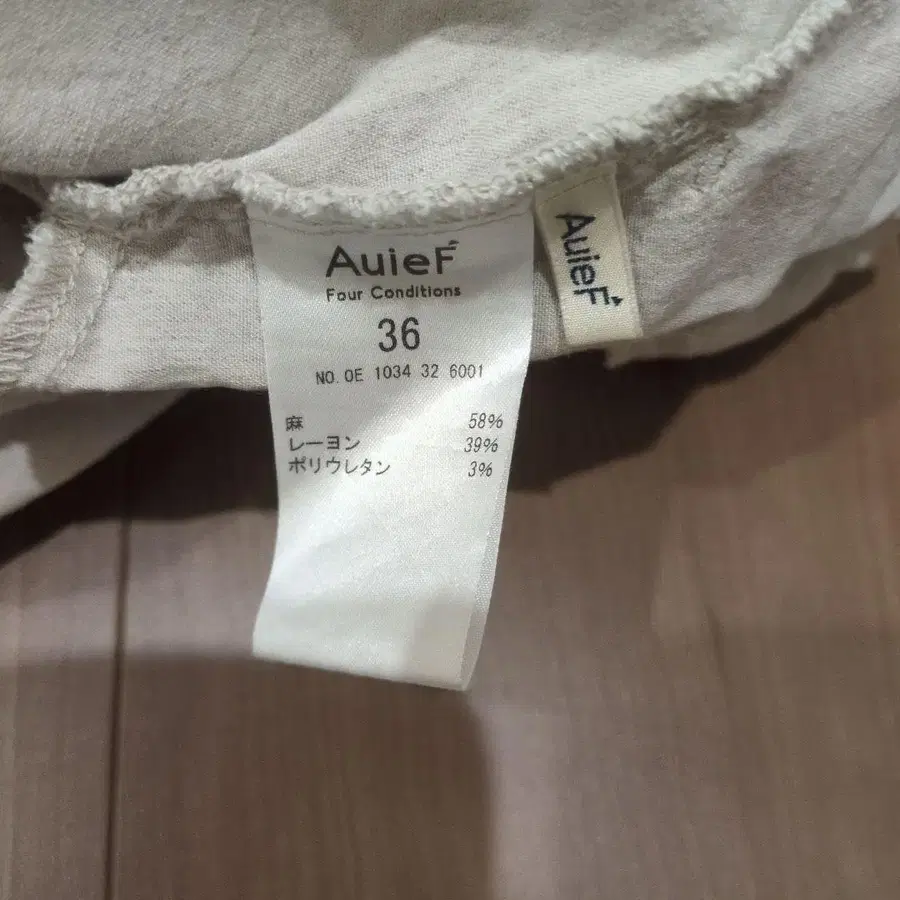 AuieF
Four Conditions
36
NO. OE 1034 32 6001
麻 58%
レーヨン 39%
ポリウレタン 3%
AuieF